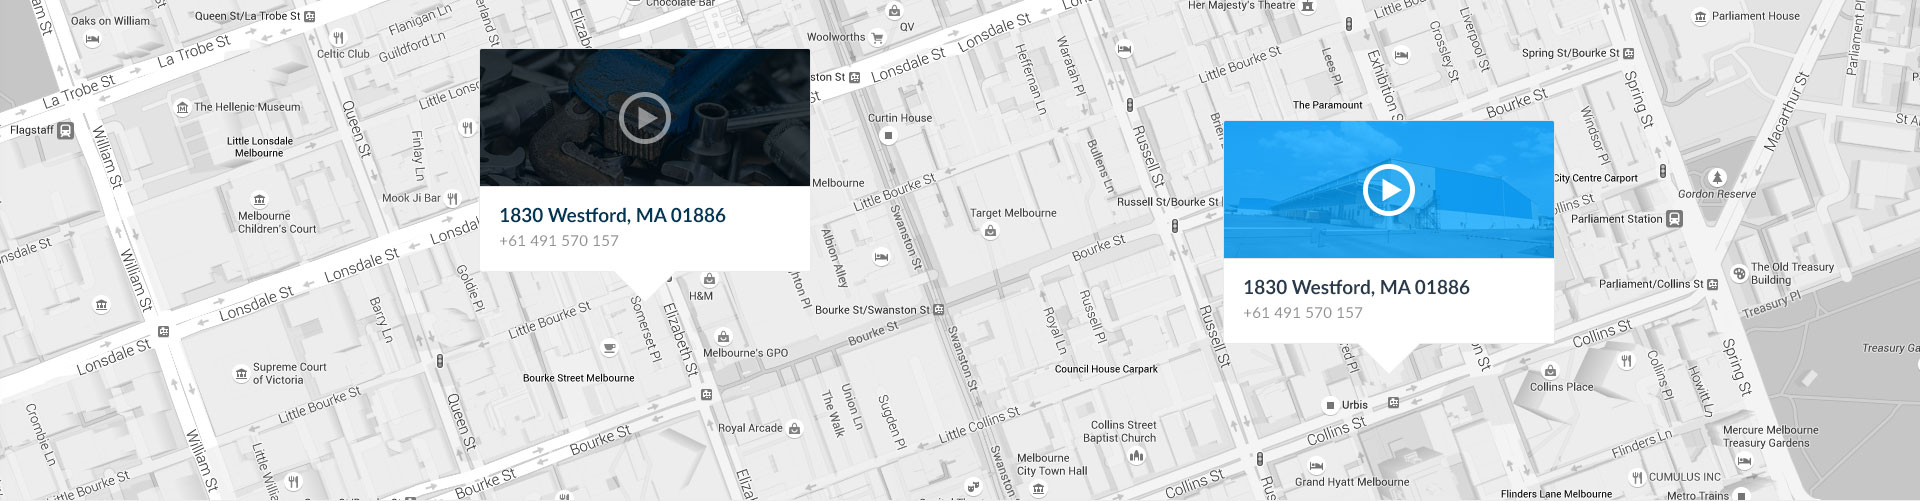 Oaks on William
Queen St/La Trobe St
Flanigan Ln
Guildford Ln
Celtic Club
Chocolate Bar
Woolworths
QV
Lonsdale St
Her Majesty's Theatre
Parliament House
Parliament Pl
William St
La Trobe St
La Trobe St
Elizabeth St
Lonsdale St
Heffernan Ln
Waratah Pl
Little Bourke St
Lees Pl
Exhibition
Crossley St
Liverpool St
Spring St/Bourke St
Macarthur St
The Hellenic Museum
Queen St
Flagstaff
William St
Little Lonsdale
Melbourne
Finlay Ln
Curtin House
The Paramount
Bourke St
Spring St
Windsor Pl
Mook Ji Bar
Melbourne
Children's Court
Melbourne
Little Bourke St
Bullens Ln
Russell St
Russell St/Bourke St
City Centre Carport
Gordon Reserve
Parliament Station
1830 Westford, MA 01886
+61 491 570 157
Swanston St
Target Melbourne
Albion Alley
Bourke St
1830 Westford, MA 01886
+61 491 570 157
William St
Lonsdale St
Goldie Pl
Barry Ln
Little Bourke St
Somerset Pl
Elizabeth St
H&M
Bourke St/Swanston St
Bourke St
Swanston St
Royal Ln
Russell Pl
Russell St
Parliament/Collins St
The Old Treasury
Building
Treasury Pl
Lonsdale St
Supreme Court
of Victoria
Melbourne's GPO
Bourke Street Melbourne
Council House Carpark
Collins St
Collins Place
Spring St
Crombie Ln
Little Bourke St
Queen St
Bourke St
Royal Arcade
The Walk
Union Ln
Sugden Pl
Little Collins St
Collins Street
Baptist Church
Urbis
Collins St
Collins Pl
Howitt Ln
Flinders Ln
Mercure Melbourne
Treasury Gardens
William St
Bourke St
Melbourne
City Town Hall
Collins St
Grand Hyatt Melbourne
CUMULUS INC
Flinders Lane Melbourne
Metro Trains